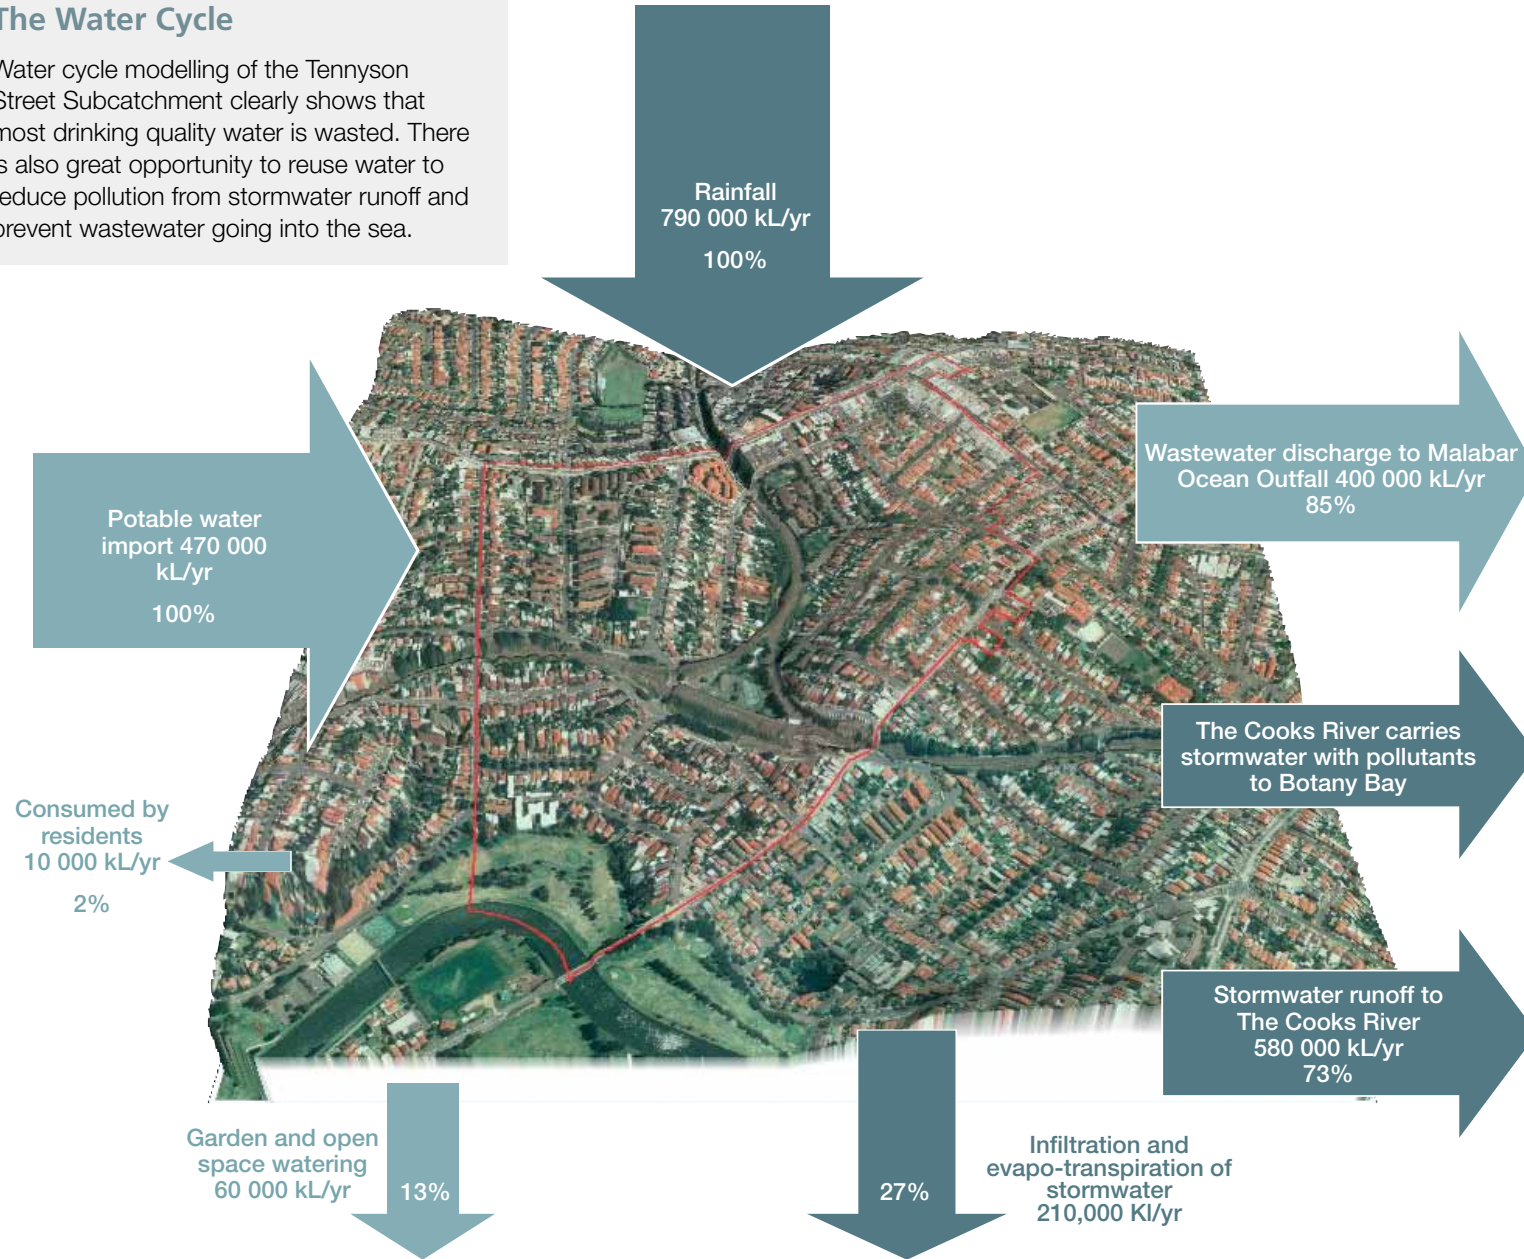 The Water Cycle
Water cycle modelling of the Tennyson
Street Subcatchment clearly shows that
most drinking quality water is wasted. There
s also great opportunity to reuse water to
educe pollution from stormwater runoff and
prevent wastewater going into the sea.
Rainfall
790 000 kL/yr
100%
Potable water
import 470 000
kL/yr
100%
Wastewater discharge to Malabar
Ocean Outfall 400 000 kL/yr
85%
The Cooks River carries
stormwater with pollutants
to Botany Bay
Consumed by
residents
10 000 kL/yr
2%
Stormwater runoff to
The Cooks River
580 000 kL/yr
73%
Garden and open
space watering
60 000 kL/yr
13%
27%
Infiltration and
evapo-transpiration of
stormwater
210,000 Kl/yr